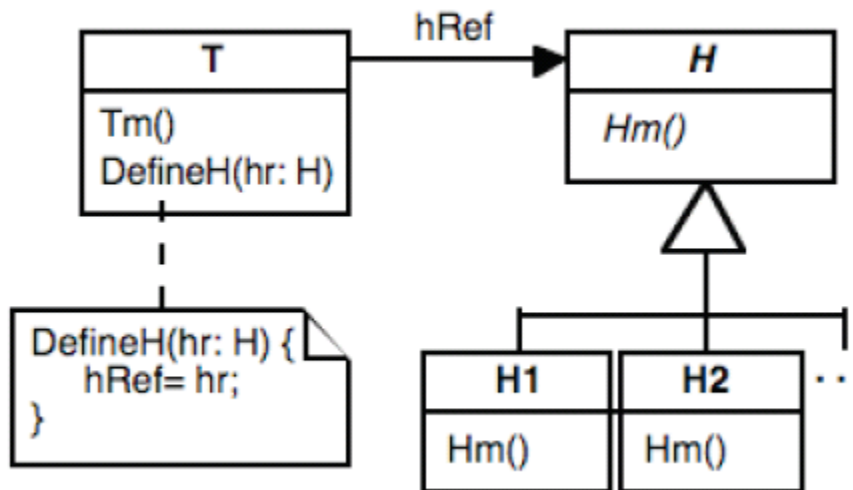 hRef
T
Tm()
DefineH(hr: H)
H
Hm()
DefineH(hr: H) {
hRef= hr;
}
H1
Hm()
H2
Hm()
. .